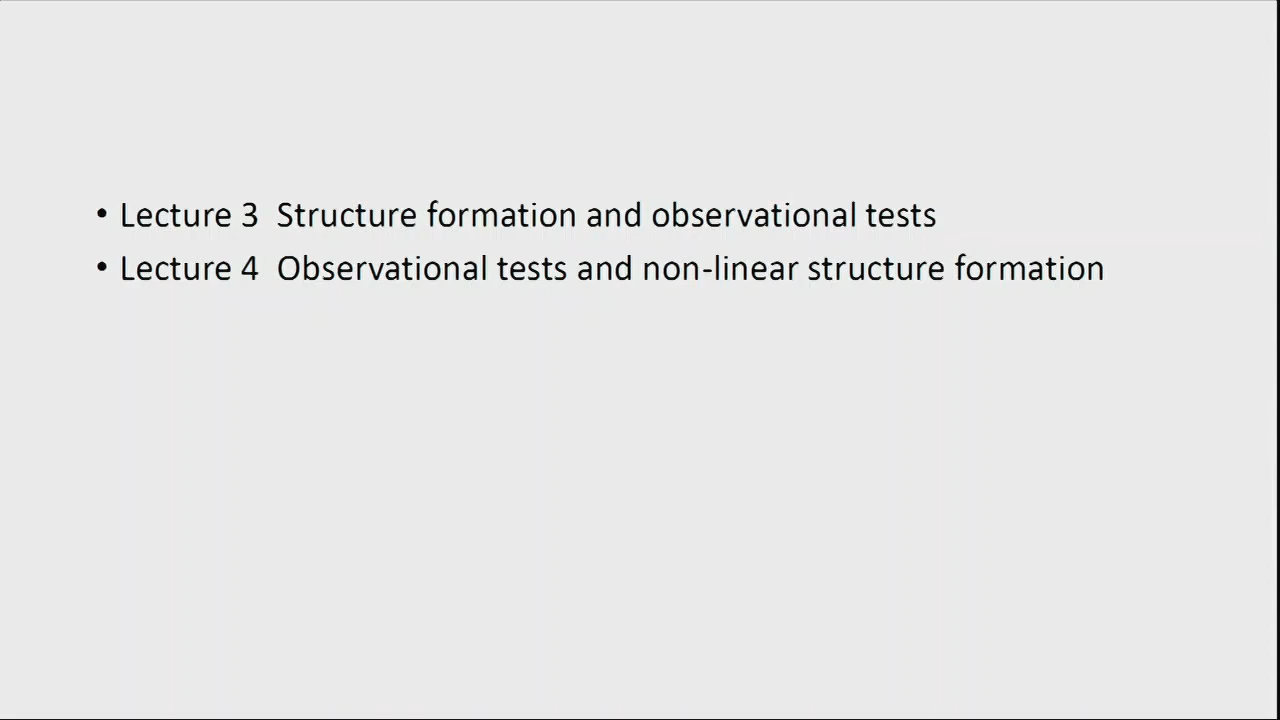 • Lecture 3  Structure formation and observational tests
• Lecture 4  Observational tests and non-linear structure formation